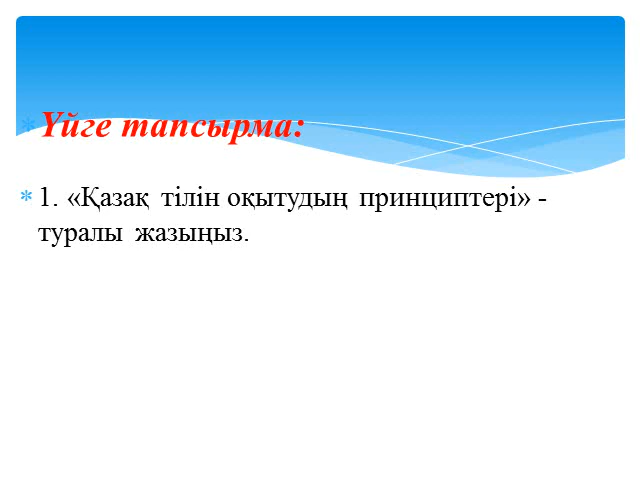 Үйге тапсырма:
1. «Қазақ тілін оқытудың принциптері» -
туралы жазыңыз.